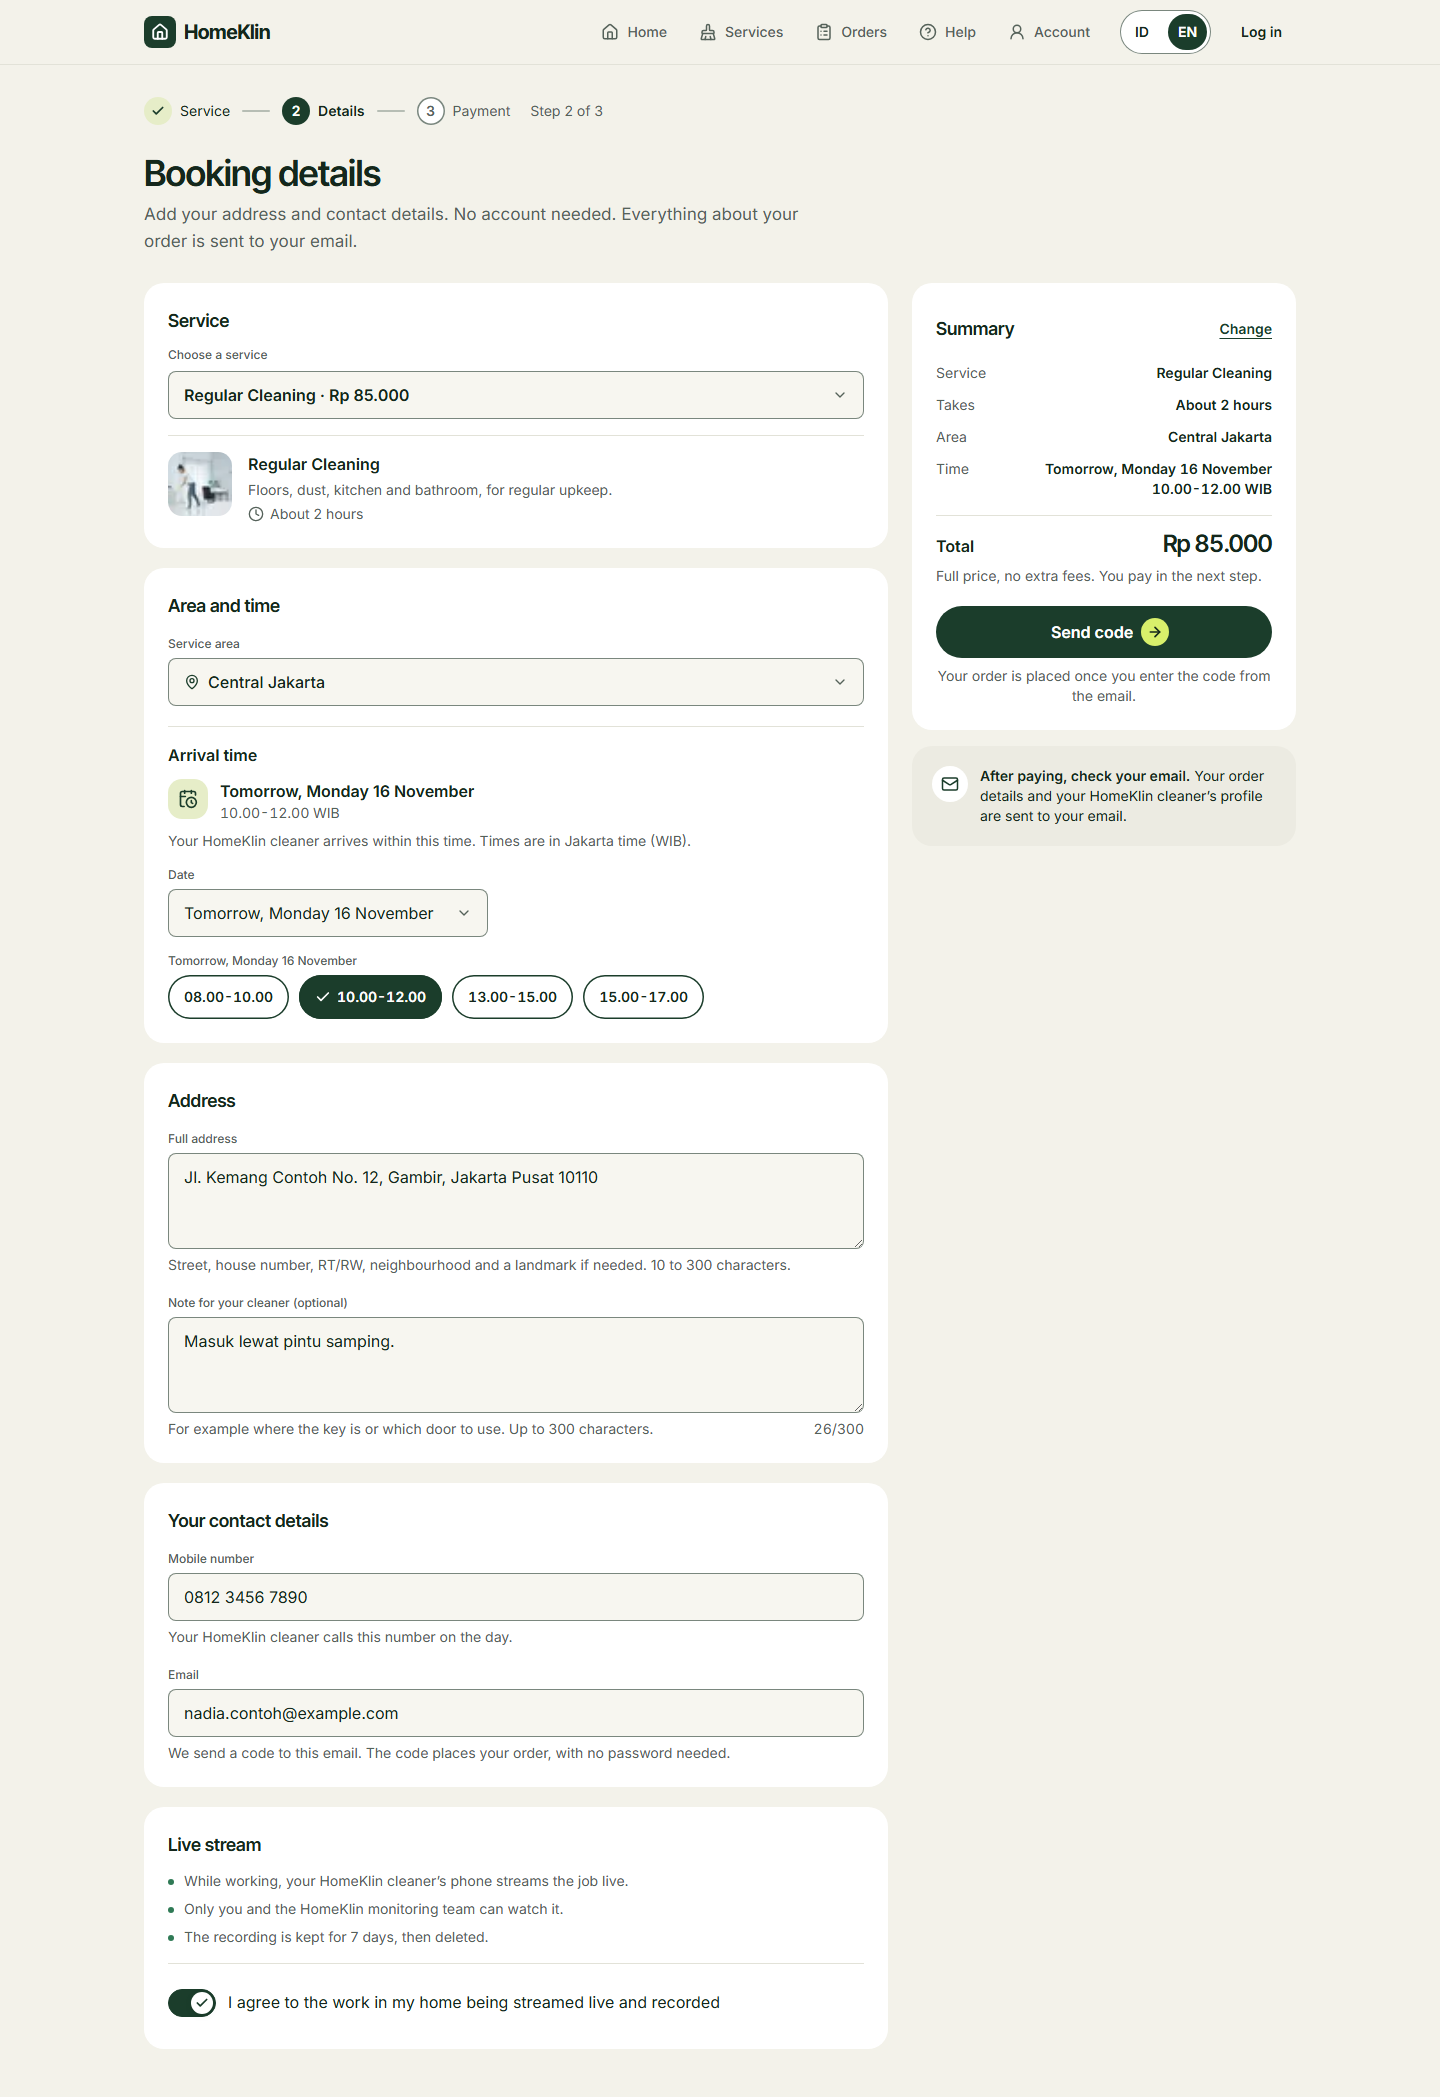 HomeKlin
Home
Services
Orders
Help
Account
ID
EN
Log in
Service
2
Details
3
Payment
Step 2 of 3
Booking details
Add your address and contact details. No account needed. Everything about your
order is sent to your email.
Service
Choose a service
Regular Cleaning · Rp 85.000
Regular Cleaning
Floors, dust, kitchen and bathroom, for regular upkeep.
About 2 hours
Area and time
Service area
Central Jakarta
Arrival time
Tomorrow, Monday 16 November
10.00-12.00 WIB
Your HomeKlin cleaner arrives within this time. Times are in Jakarta time (WIB).
Date
Tomorrow, Monday 16 November
Tomorrow, Monday 16 November
08.00-10.00
10.00-12.00
13.00-15.00
15.00-17.00
Address
Full address
Jl. Kemang Contoh No. 12, Gambir, Jakarta Pusat 10110
Street, house number, RT/RW, neighbourhood and a landmark if needed. 10 to 300 characters.
Note for your cleaner (optional)
Masuk lewat pintu samping.
For example where the key is or which door to use. Up to 300 characters.
26/300
Your contact details
Mobile number
0812 3456 7890
Your HomeKlin cleaner calls this number on the day.
Email
nadia.contoh@example.com
We send a code to this email. The code places your order, with no password needed.
Live stream
While working, your HomeKlin cleaner’s phone streams the job live.
Only you and the HomeKlin monitoring team can watch it.
The recording is kept for 7 days, then deleted.
I agree to the work in my home being streamed live and recorded
Summary
Change
Service
Regular Cleaning
Takes
About 2 hours
Area
Central Jakarta
Time
Tomorrow, Monday 16 November
10.00-12.00 WIB
Total
Rp 85.000
Full price, no extra fees. You pay in the next step.
Send code
Your order is placed once you enter the code from
the email.
After paying, check your email. Your order
details and your HomeKlin cleaner’s profile
are sent to your email.